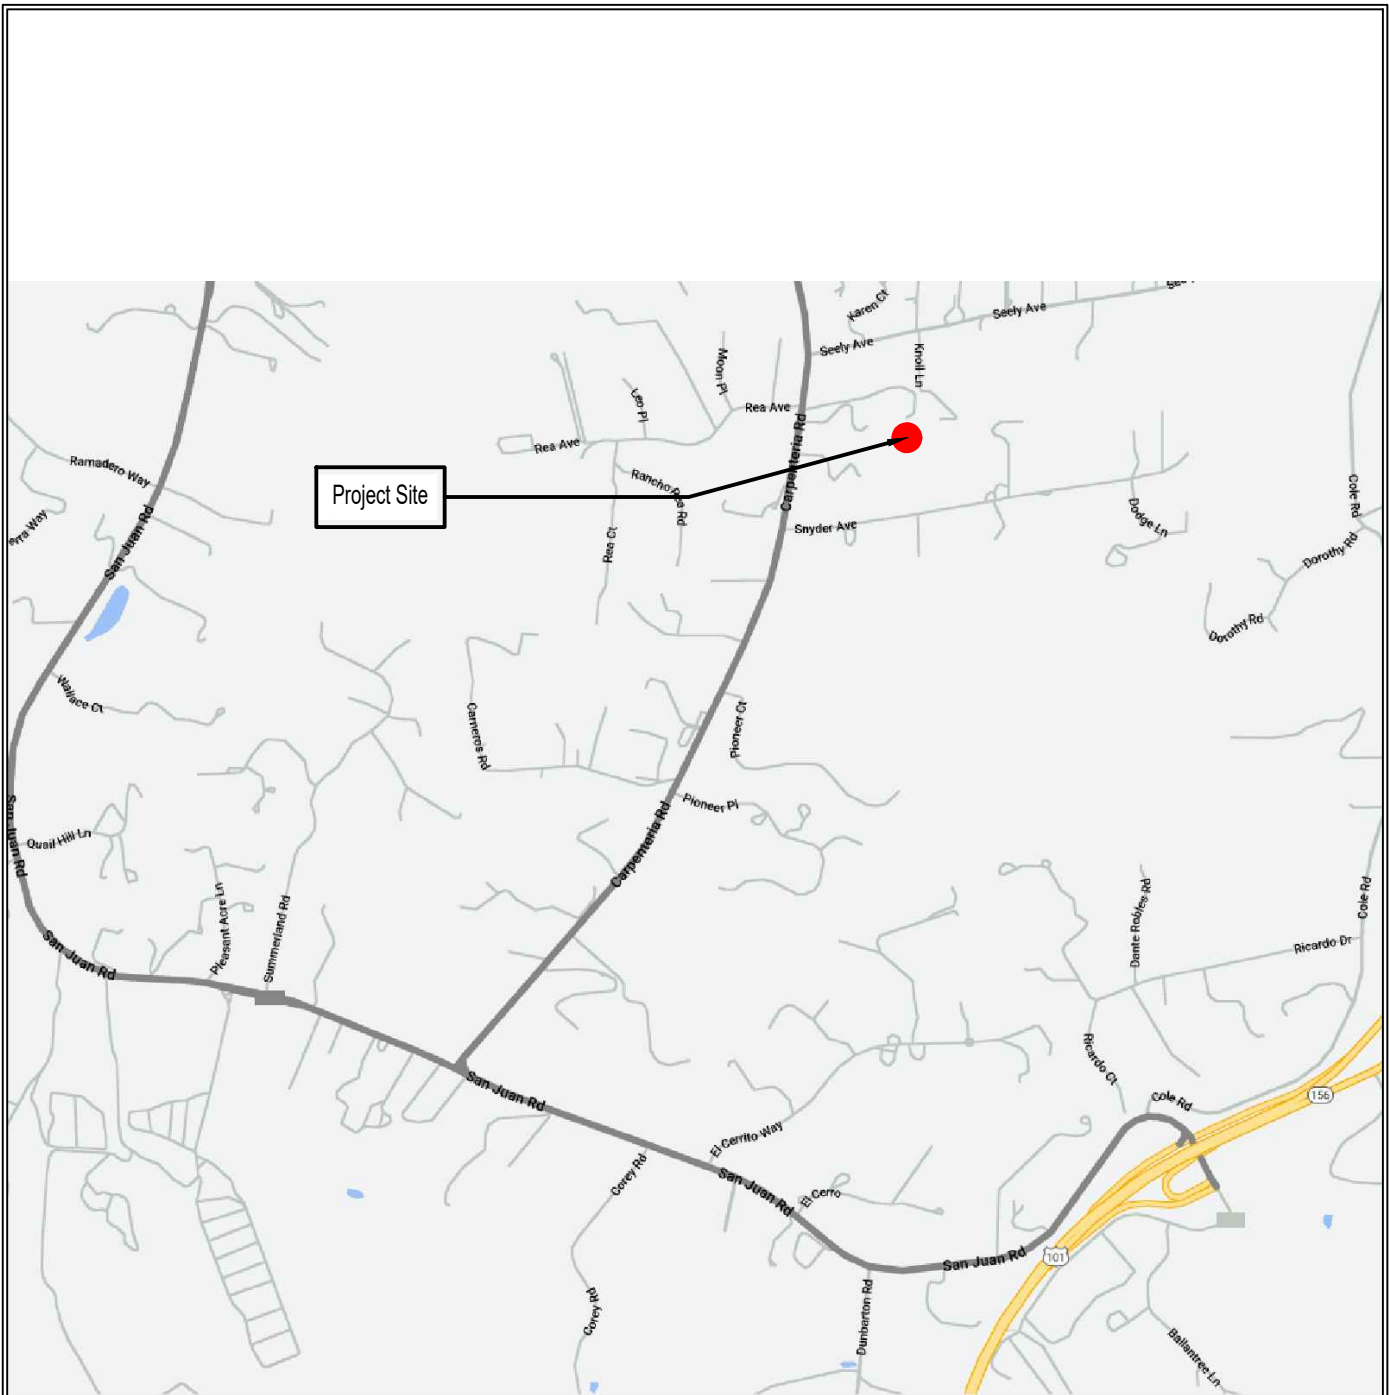 Karen Ct
Seely Ave
Seely Ave
Knoll Ln
Moon Pl
Leo Pl
Rea Ave
Rea Ave
Carpenteria Rd
Project Site
Ramadero Way
Rancho Rea Rd
Cole Rd
Snyder Ave
Dodge Ln
erra Way
San Juan Rd
Rea Ct
Dorothy Rd
Dorothy Rd
Wallace Ct
Carneros Rd
Pioneer Ct
Pioneer Pl
San Juan Rd
Quail Hill Ln
Carpenteria Rd
Pleasant Acre Ln
Summerland Rd
Dante Robles Rd
Cole Rd
San Juan Rd
Ricardo Dr
Ricardo Ct
San Juan Rd
Cole Rd
156
El Cerrito Way
Corey Rd
San Juan Rd
El Cerro
San Juan Rd
101
Corey Rd
Dunbarton Rd
Ballantree Ln